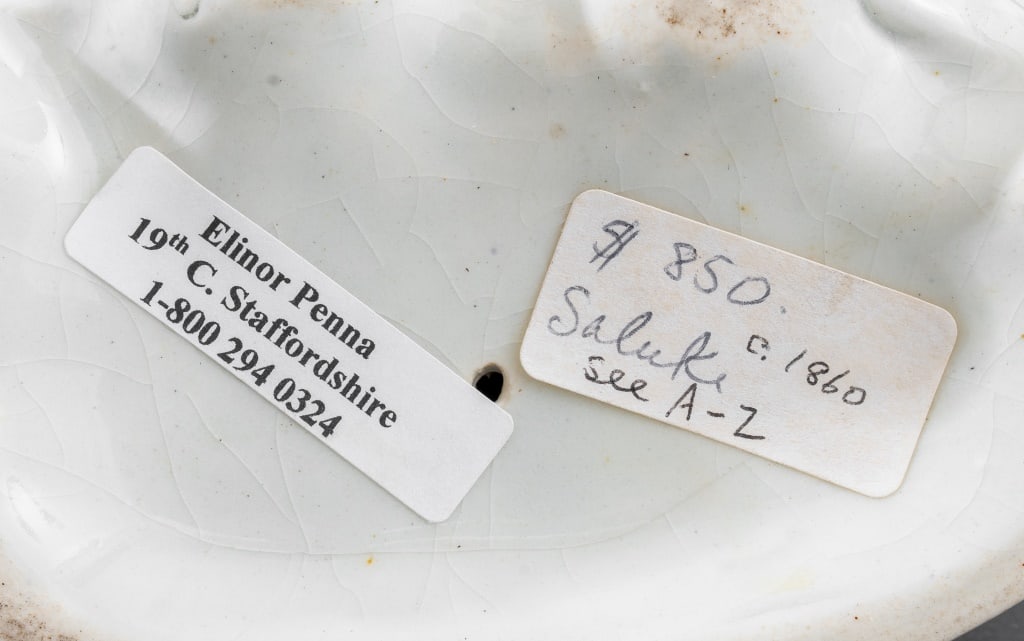 Elinor Penna
19th C. Staffordshire
1-800 294 0324
$ 850.
Saluki c. 1860
see A-Z